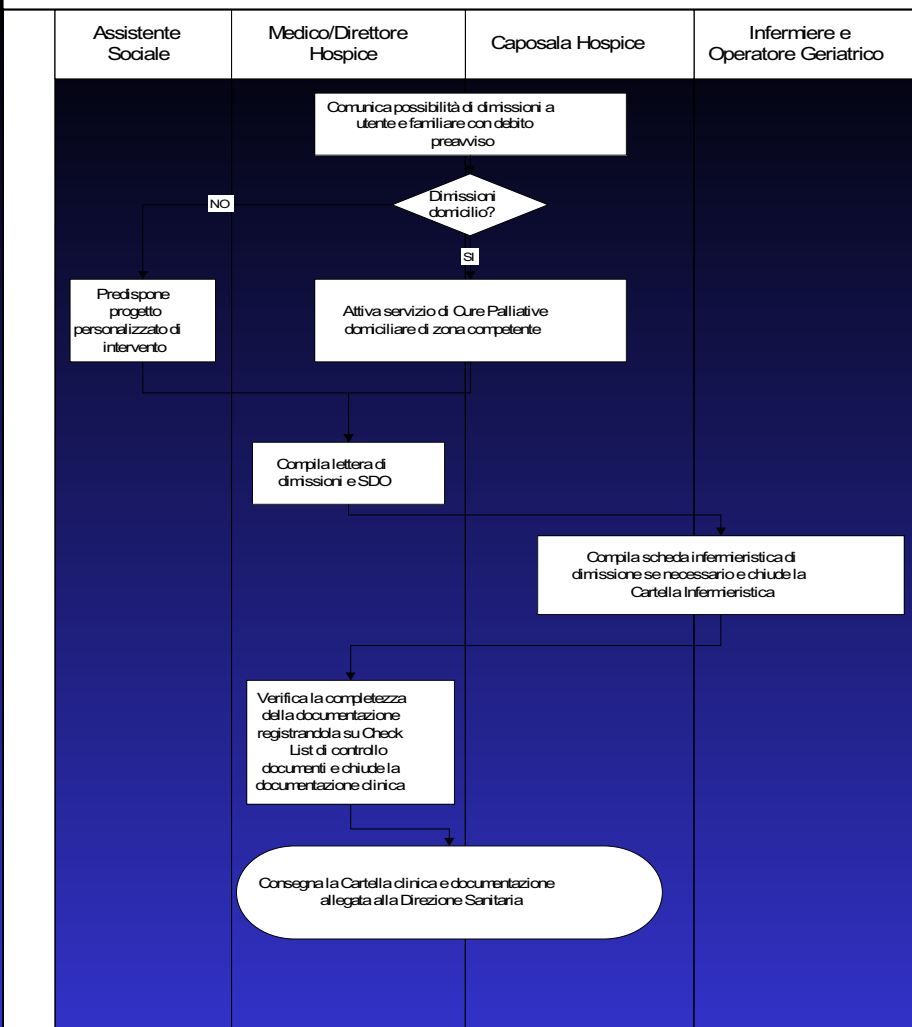 Assistente
Sociale
Medico/Direttore
Hospice
Caposala Hospice
Infermiere e
Operatore Geriatrico
Comunica possibilità di dimissioni a
utente e familiare con debito
preavviso
Dimissioni
domicilio?
NO
SI
Predispone
progetto
personalizzato di
intervento
Attiva servizio di Cure Palliative
domiciliare di zona competente
Compila lettera di
dimissioni e SDO
Compila scheda infermieristica di
dimissione se necessario e chiude la
Cartella Infermieristica
Verifica la completezza
della documentazione
registrandola su Check
List di controllo
documenti e chiude la
documentazione clinica
Consegna la Cartella clinica e documentazione
allegata alla Direzione Sanitaria